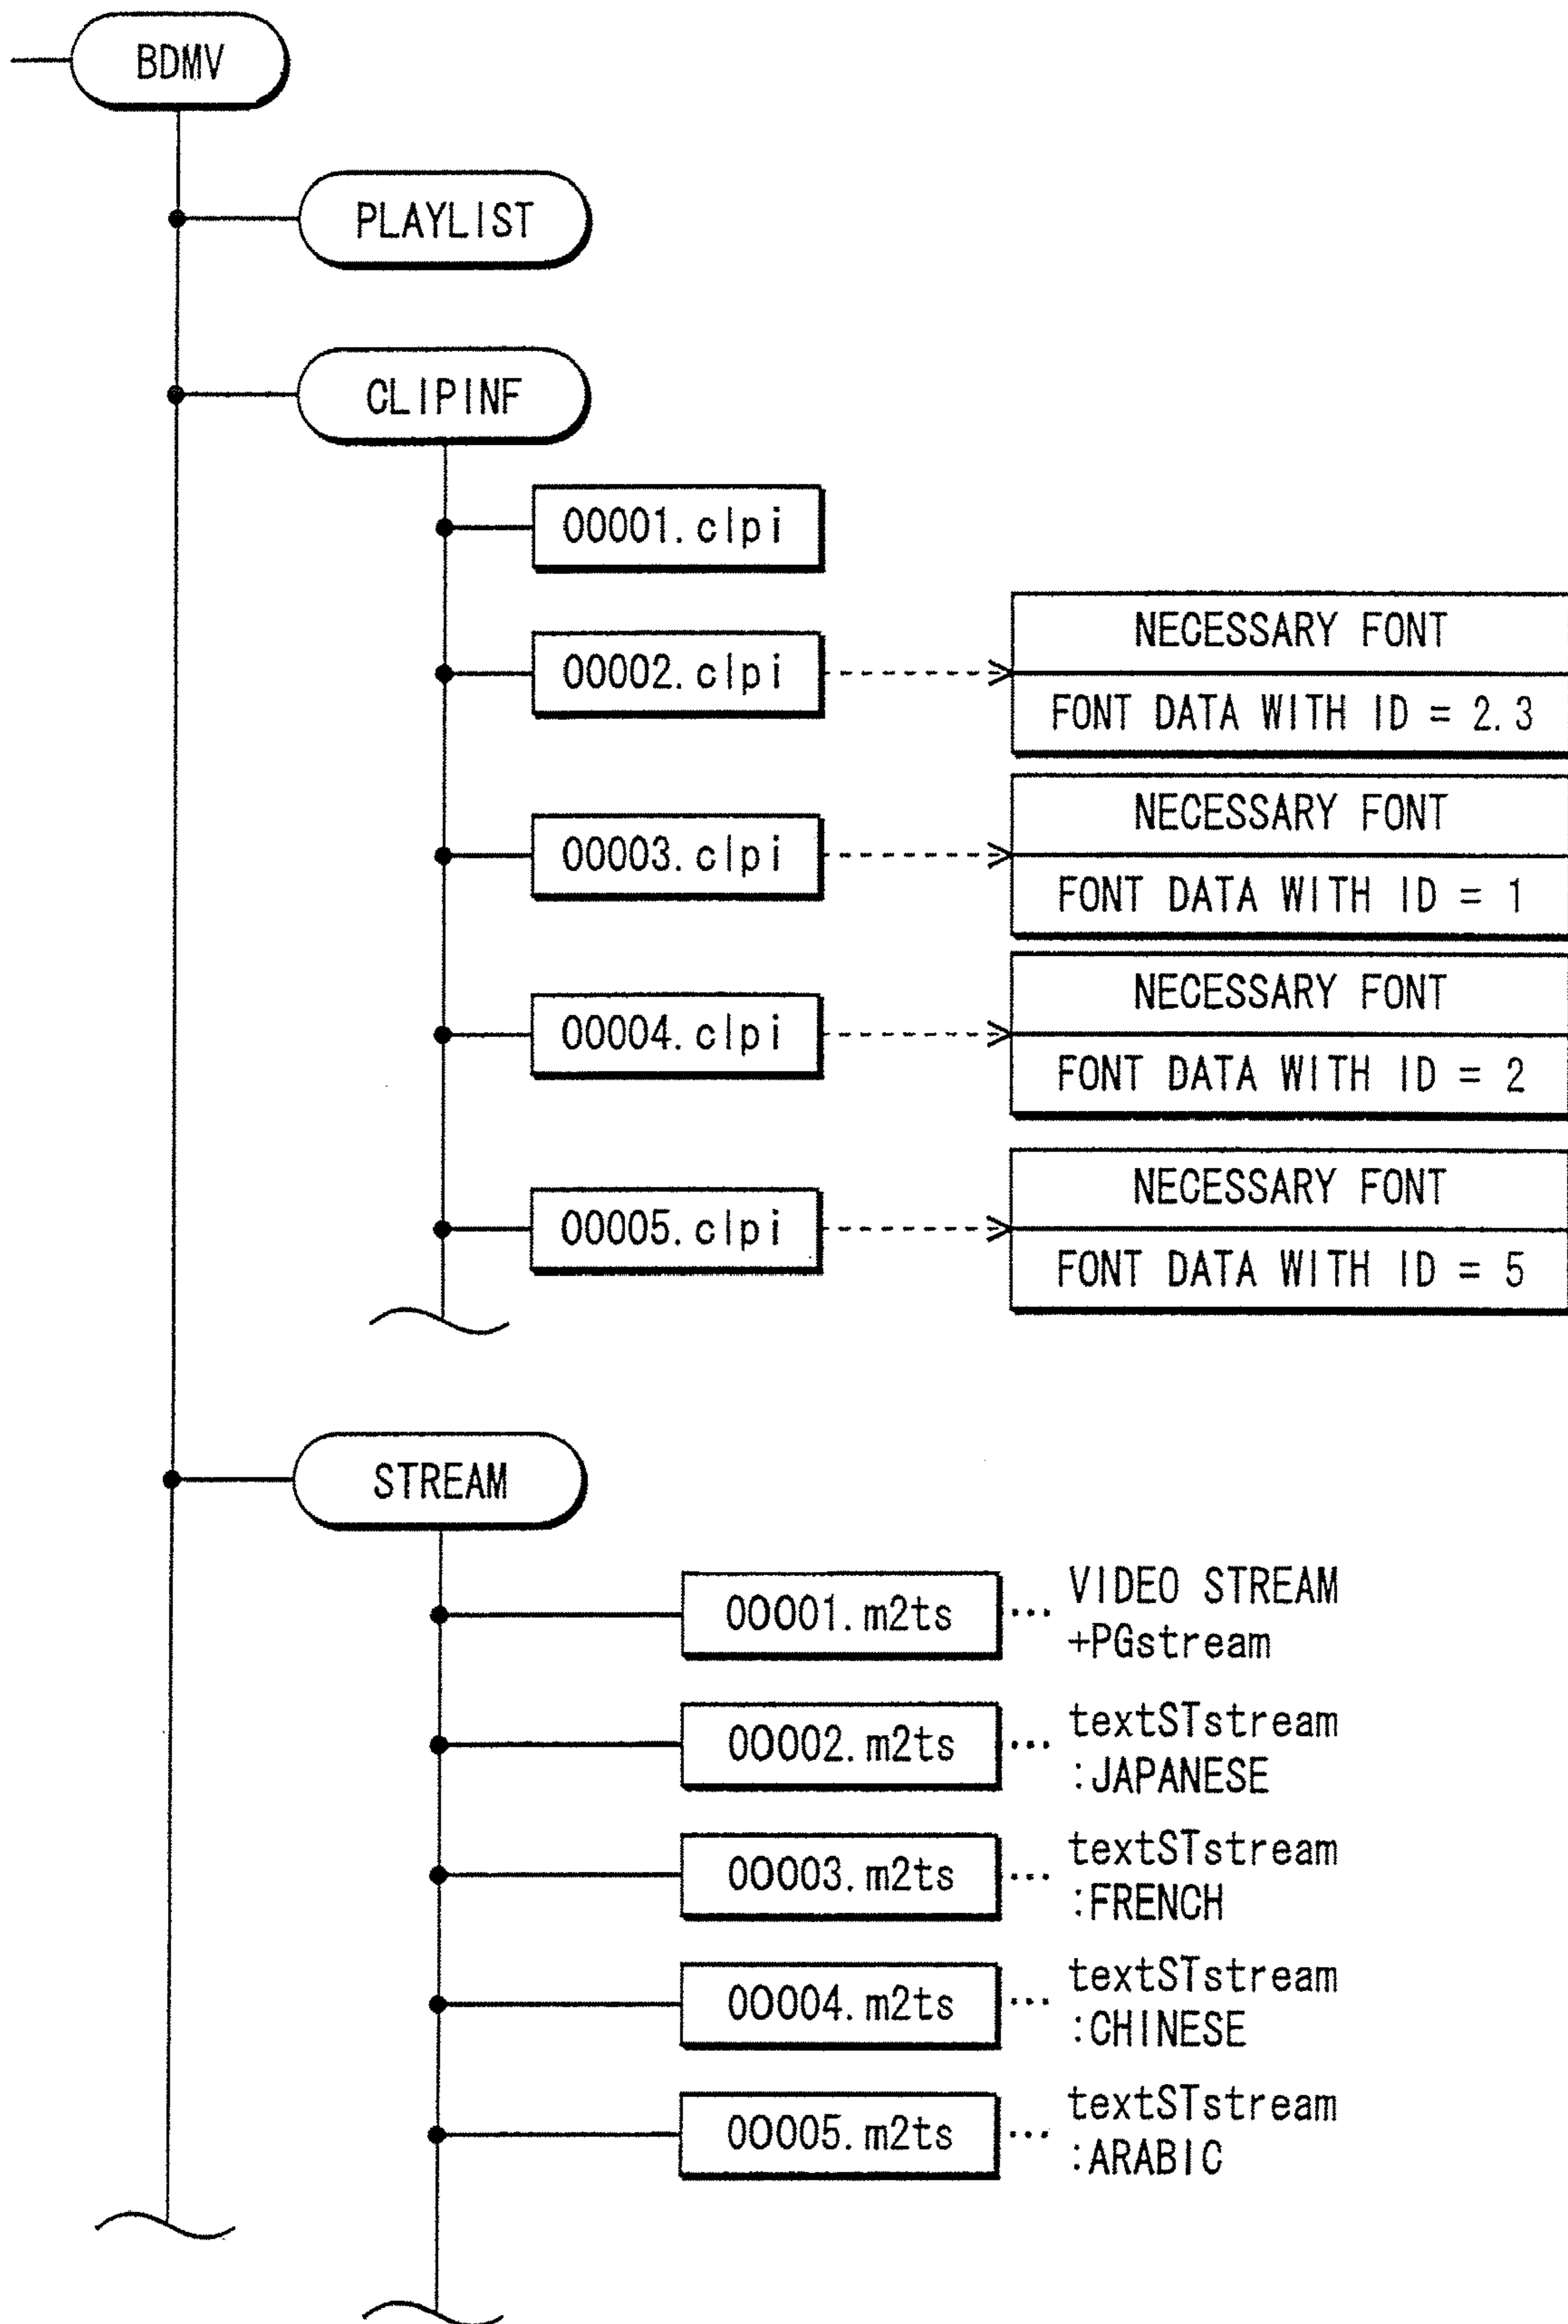 BDMV
PLAYLIST
CLIPINF
00001.clpi
00002.clpi
NECESSARY FONT
FONT DATA WITH ID = 2.3
00003.clpi
NECESSARY FONT
FONT DATA WITH ID = 1
00004.clpi
NECESSARY FONT
FONT DATA WITH ID = 2
00005.clpi
NECESSARY FONT
FONT DATA WITH ID = 5
STREAM
00001.m2ts ... VIDEO STREAM
+PGstream
00002.m2ts ... textSTstream
:JAPANESE
00003.m2ts ... textSTstream
:FRENCH
00004.m2ts ... textSTstream
:CHINESE
00005.m2ts ... textSTstream
:ARABIC